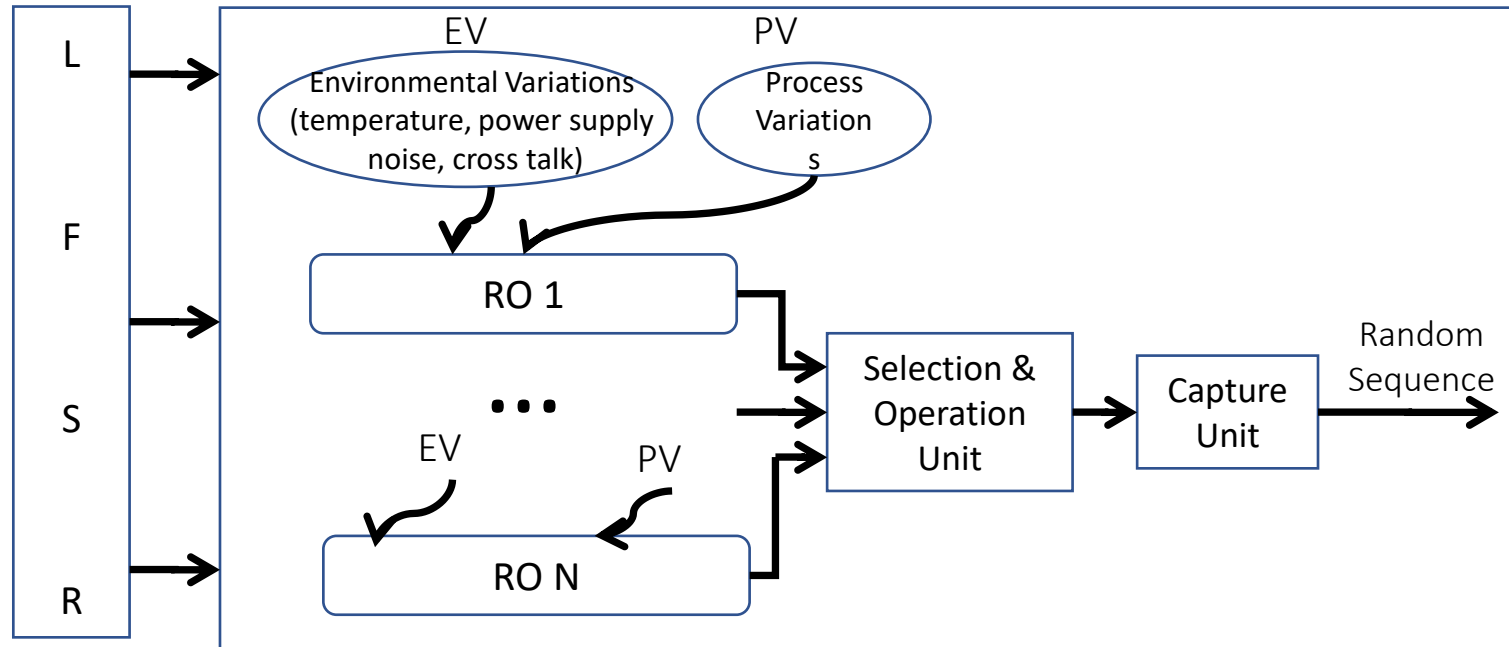 L
F
S
R
EV
PV
Environmental Variations
(temperature, power supply
noise, cross talk)
Process
Variation
s
RO 1
...
EV
PV
RO N
Selection &
Operation
Unit
Capture
Unit
Random
Sequence